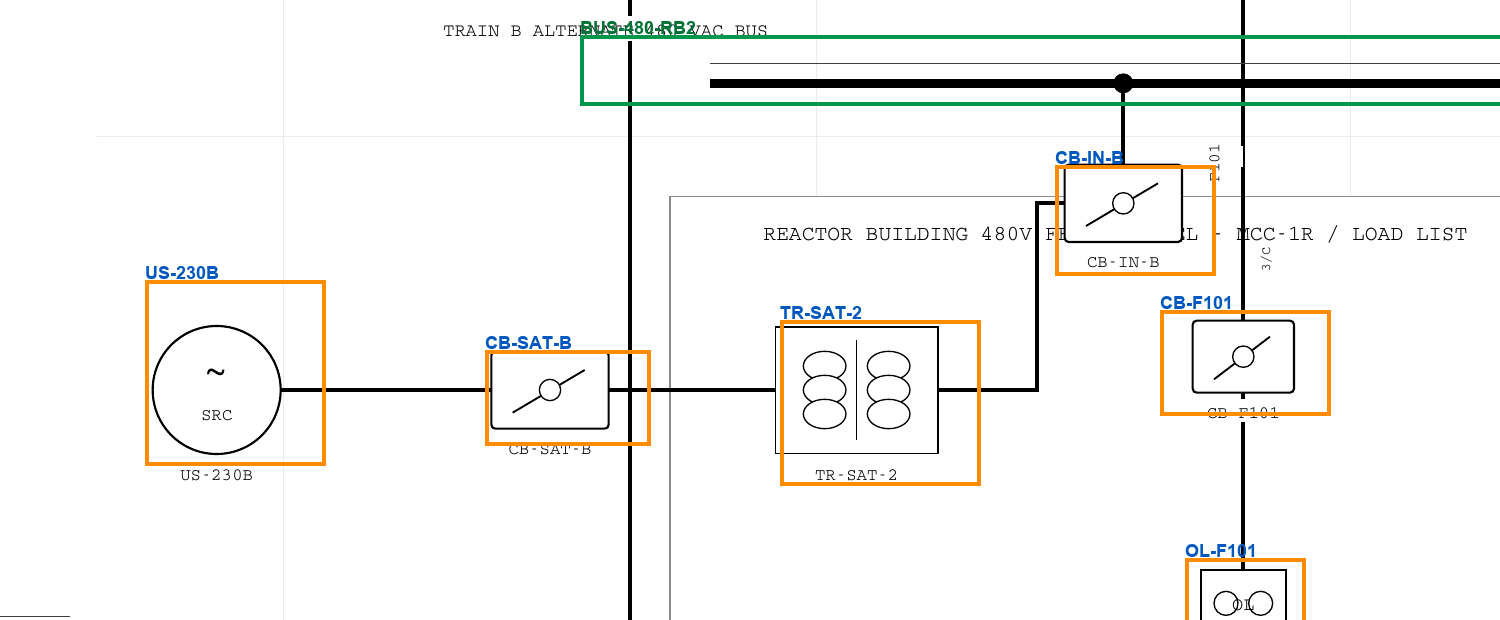 BUS-480-RB2
TRAIN B ALTERNATE 480 VAC BUS
CB-IN-B
F101
REACTOR BUILDING 480V / LOAD LIST
MCC-1R
3/C
CB-IN-B
US-230B
CB-F101
TR-SAT-2
CB-SAT-B
~
SRC
CB-F101
CB-SAT-B
US-230B
TR-SAT-2
OL-F101
OL